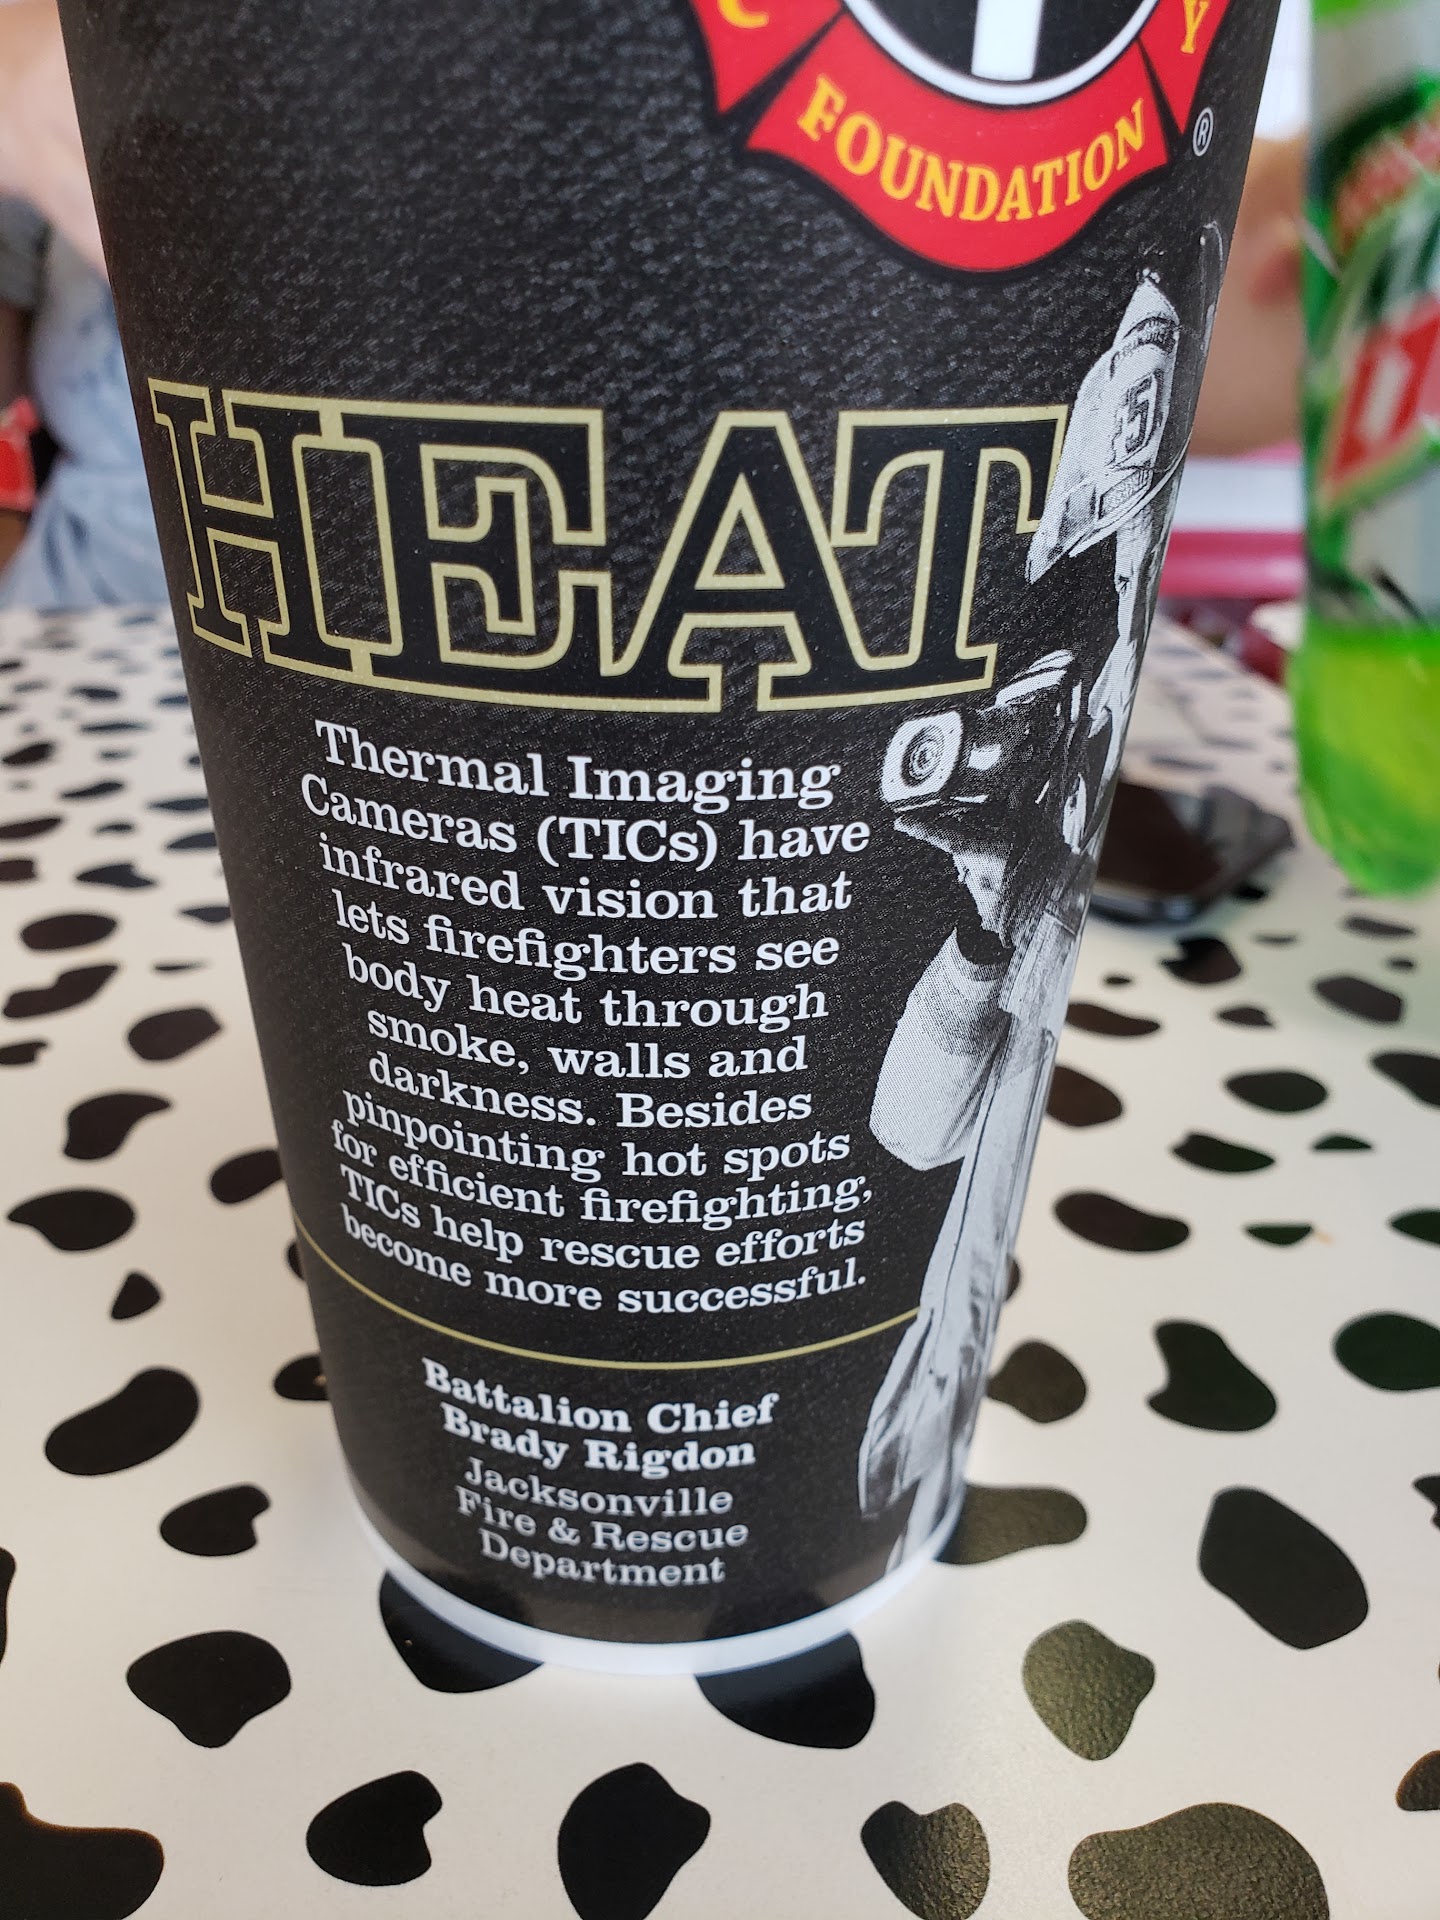 FOUNDATION
®
HEAT
5
Thermal Imaging
Cameras (TICs) have
infrared vision that
lets firefighters see
body heat through
smoke, walls and
darkness. Besides
pinpointing hot spots
for efficient firefighting,
TICs help rescue efforts
become more successful.
Battalion Chief
Brady Rigdon
Jacksonville
Fire & Rescue
Department